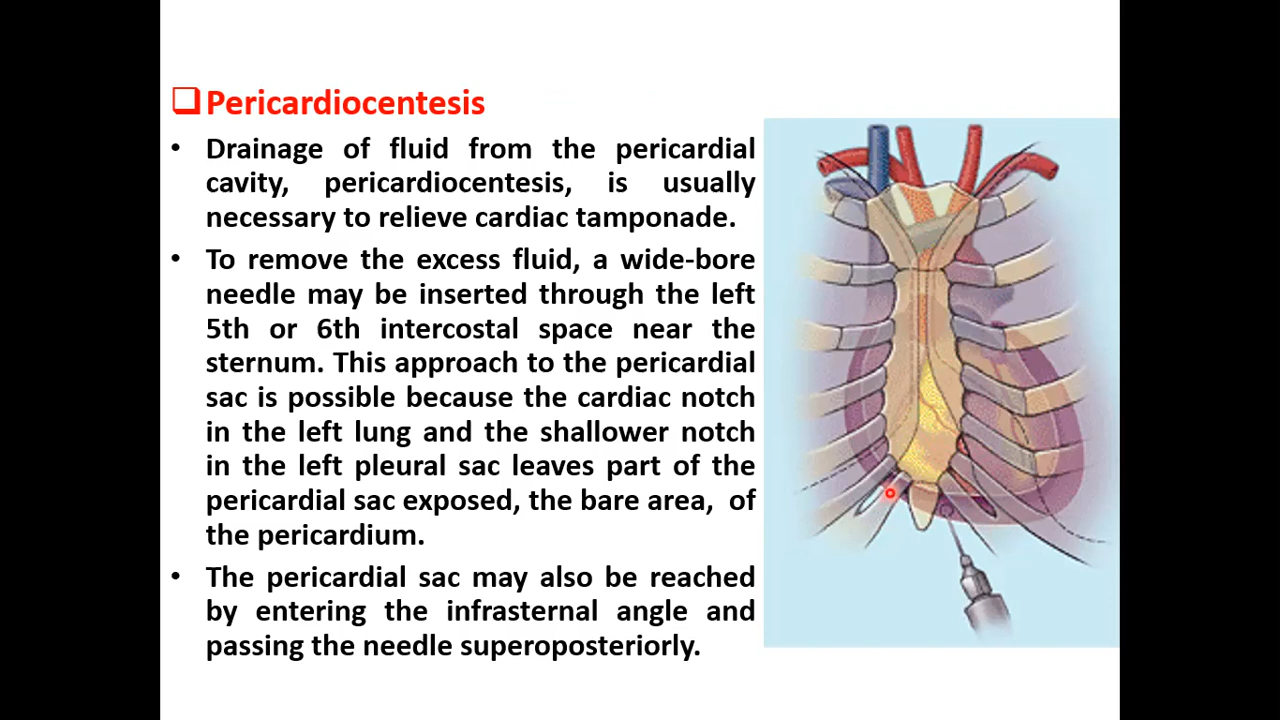 Pericardiocentesis
• Drainage of fluid from the pericardial
cavity, pericardiocentesis, is usually
necessary to relieve cardiac tamponade.
• To remove the excess fluid, a wide-bore
needle may be inserted through the left
5th or 6th intercostal space near the
sternum. This approach to the pericardial
sac is possible because the cardiac notch
in the left lung and the shallower notch
in the left pleural sac leaves part of the
pericardial sac exposed, the bare area, of
the pericardium.
• The pericardial sac may also be reached
by entering the infrasternal angle and
passing the needle superoposteriorly.